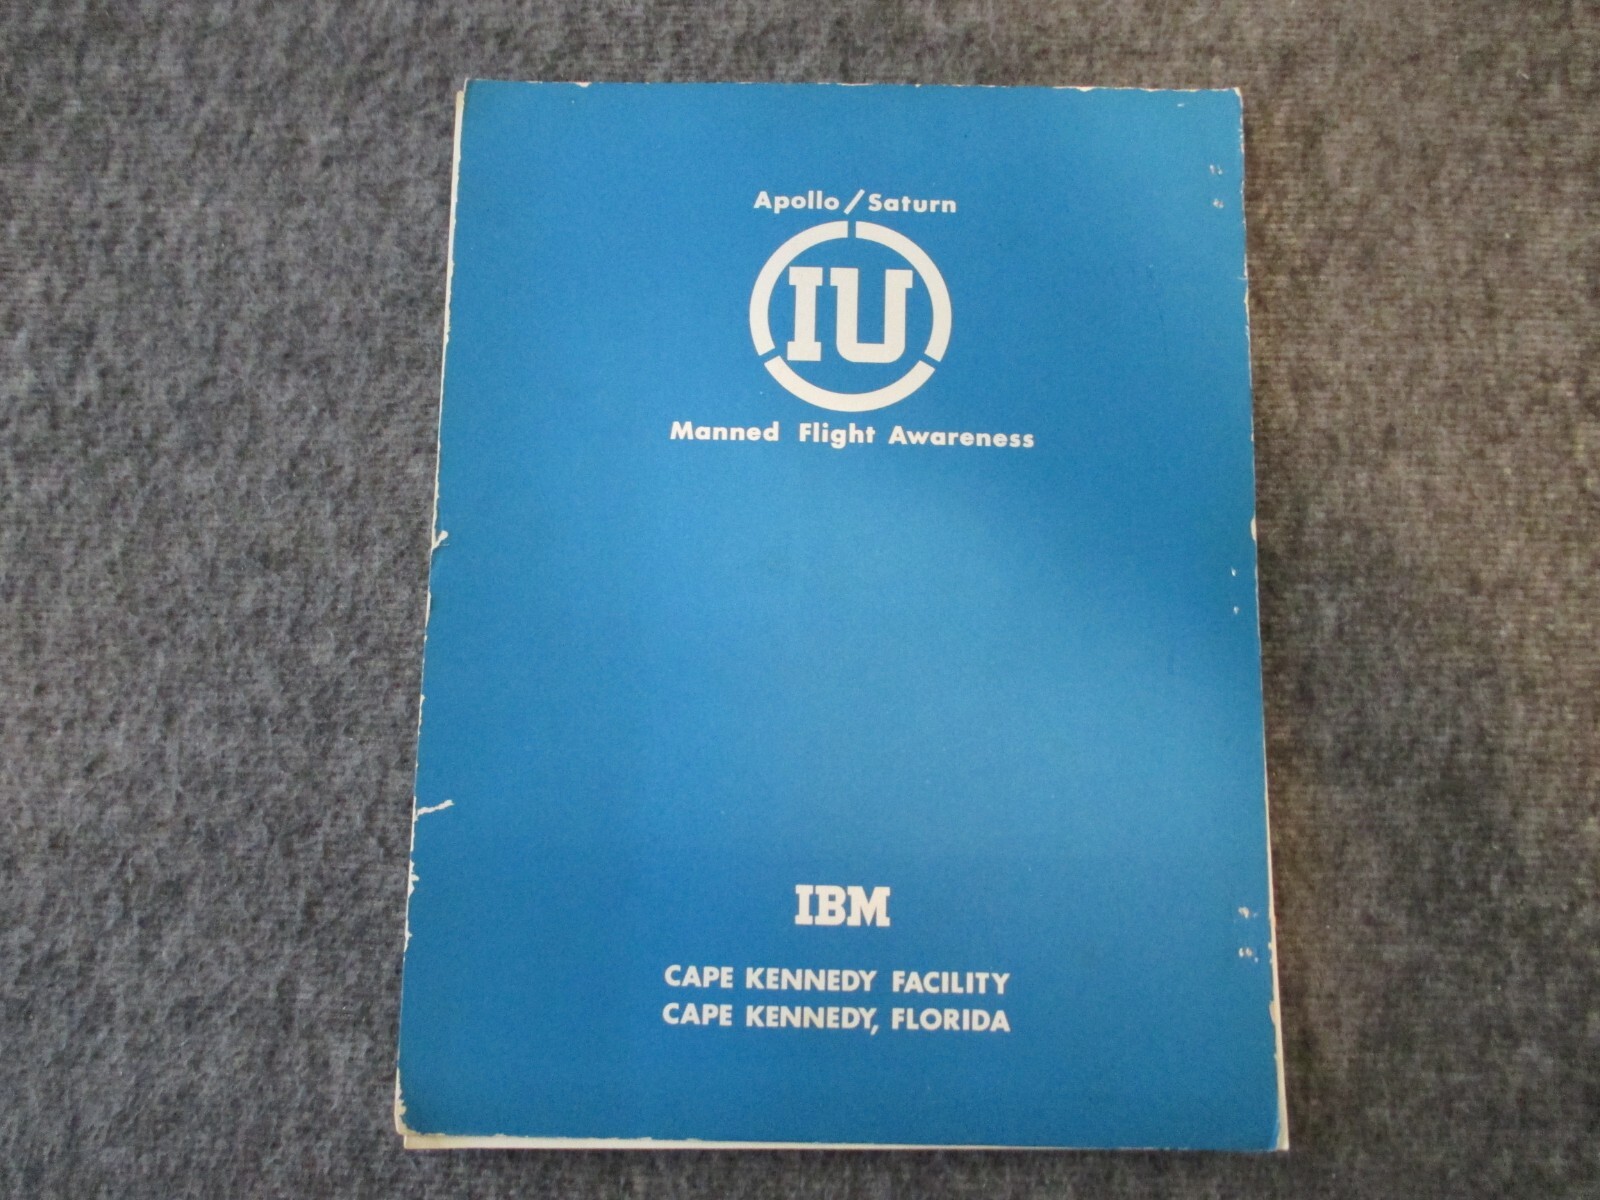 Apollo/Saturn
IU
Manned Flight Awareness
IBM
CAPE KENNEDY FACILITY
CAPE KENNEDY, FLORIDA